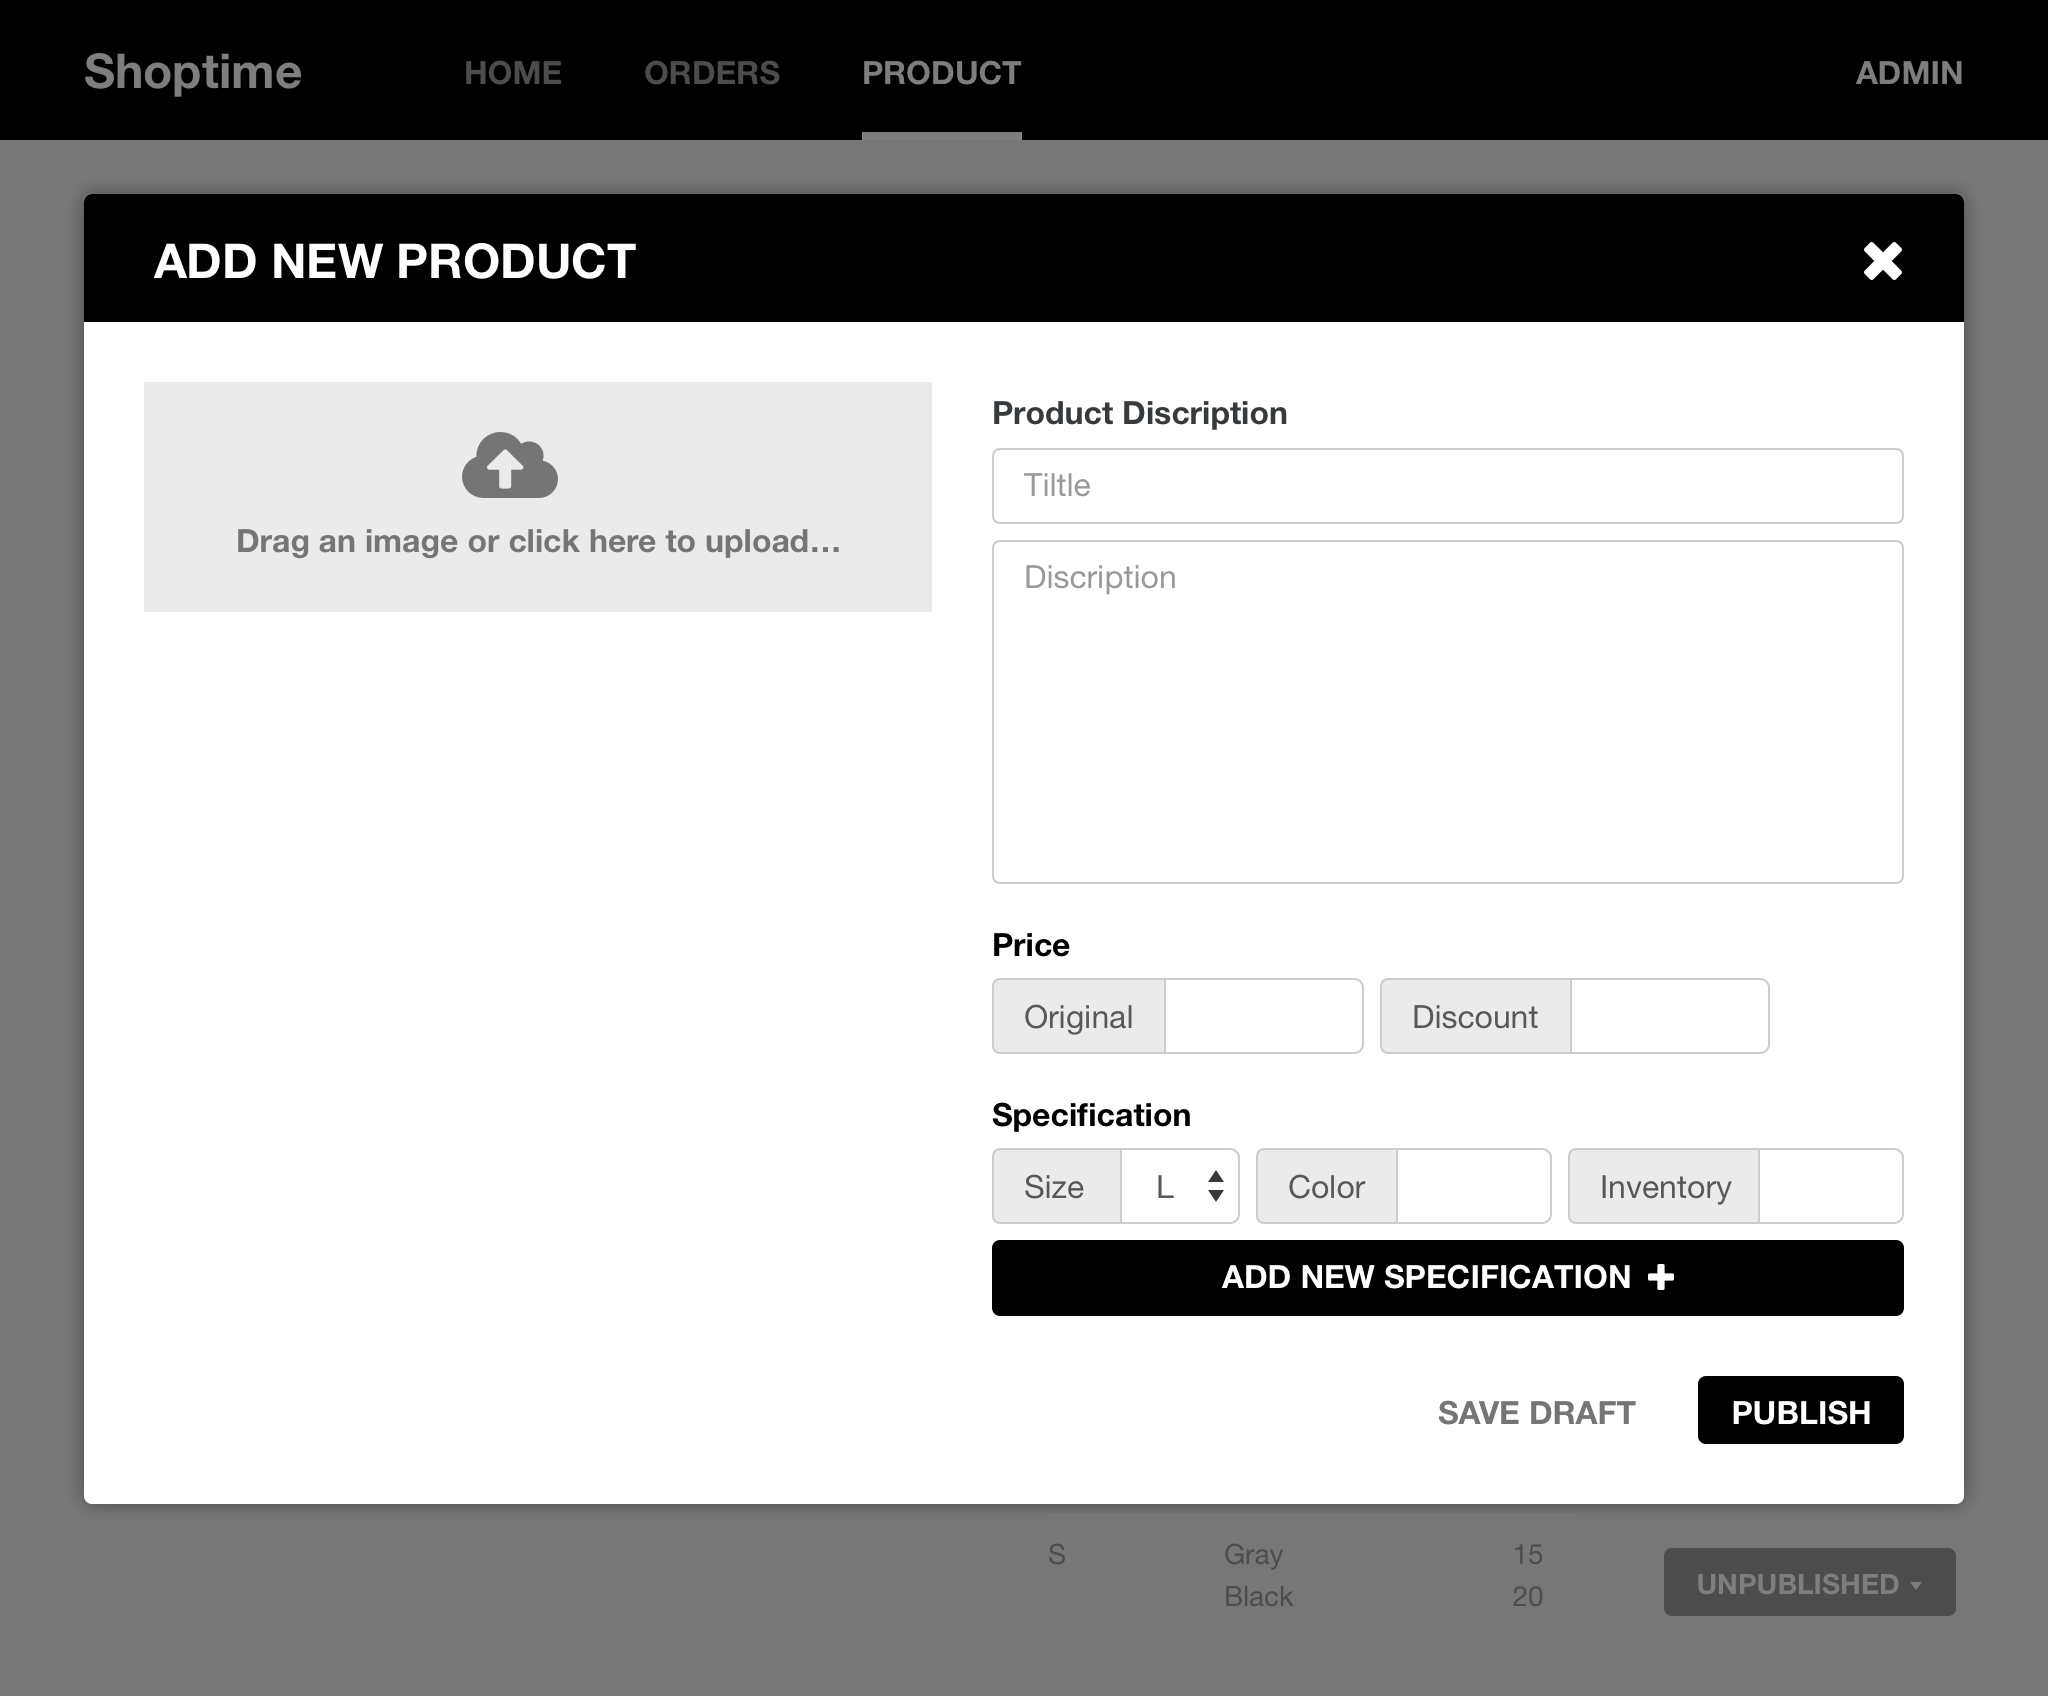 Shoptime HOME ORDERS PRODUCT ADMIN
ADD NEW PRODUCT
Drag an image or click here to upload...
Product Discription
Tiltle
Discription
Price
Original Discount
Specification
Size L Color Inventory
ADD NEW SPECIFICATION
SAVE DRAFT PUBLISH
S Gray 15
Black 20
UNPUBLISHED